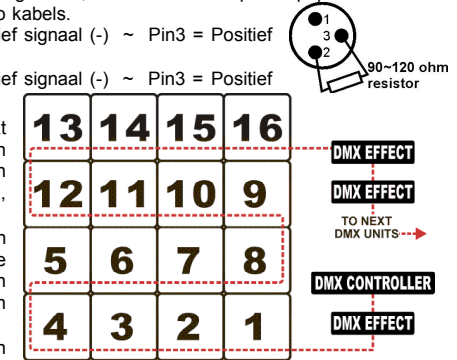 o kabels.
ief signaal (-) ~ Pin3 = Positief
ief signaal (-) ~ Pin3 = Positief
1
3
2
90~120 ohm
resistor
13 14 15 16
12 11 10 9
5 6 7 8
4 3 2 1
DMX EFFECT
DMX EFFECT
TO NEXT
DMX UNITS
DMX CONTROLLER
DMX EFFECT